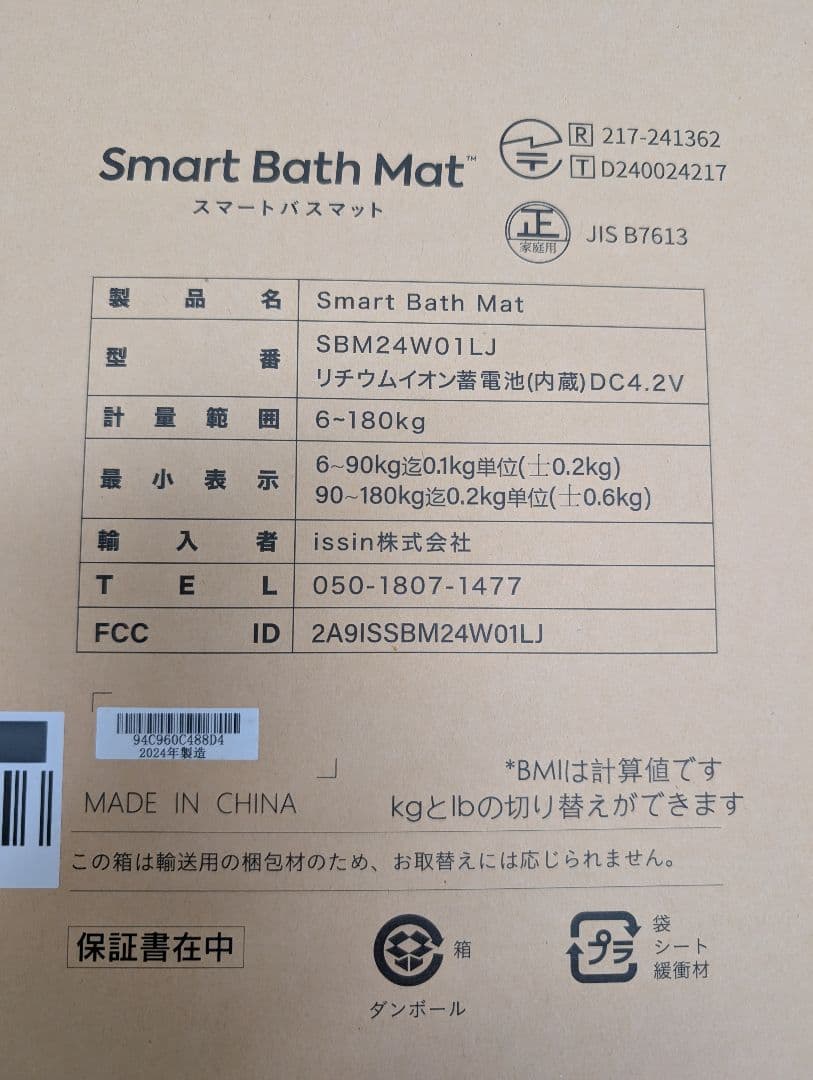 Smart Bath Mat™
スマートバスマット
R 217-241362
T D240024217
正
家庭用
JIS B7613
製品名 Smart Bath Mat
型番 SBM24W01LJ
リチウムイオン蓄電池(内蔵)DC4.2V
計量範囲 6~180kg
最小表示 6~90kg迄0.1kg単位(士0.2kg)
90~180kg迄0.2kg単位(士0.6kg)
輸入者 issin株式会社
TEL 050-1807-1477
FCC ID 2A9ISSBM24W01LJ
94C960C488D4
2024年製造
*BMIは計算値です
MADE IN CHINA
kgとlbの切り替えができます
この箱は輸送用の梱包材のため、お取替えには応じられません。
保証書在中
箱
ダンボール
プラ
袋
シート
緩衝材